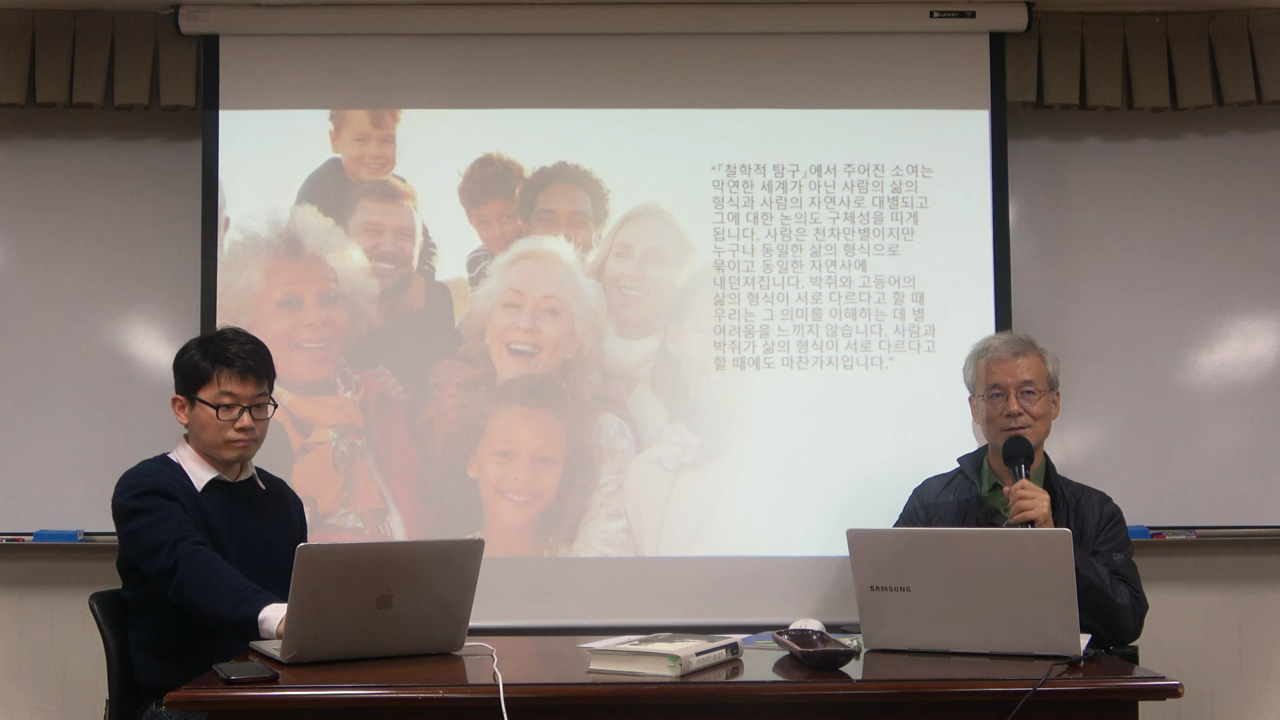 "『철학적 탐구』에서 주어진 소여는
막연한 세계가 아닌 사람의 삶의
형식과 사람의 자연사로 대별되고
그에 대한 논의도 구체성을 띠게
됩니다. 사람은 천차만별이지만
누구나 동일한 삶의 형식으로
묶이고 동일한 자연사에
내던져집니다. 박쥐와 고등어의
삶의 형식이 서로 다르다고 할 때
우리는 그 의미를 이해하는 데 별
어려움을 느끼지 않습니다. 사람과
박쥐가 삶의 형식이 서로 다르다고
할 때에도 마찬가지입니다."
SAMSUNG